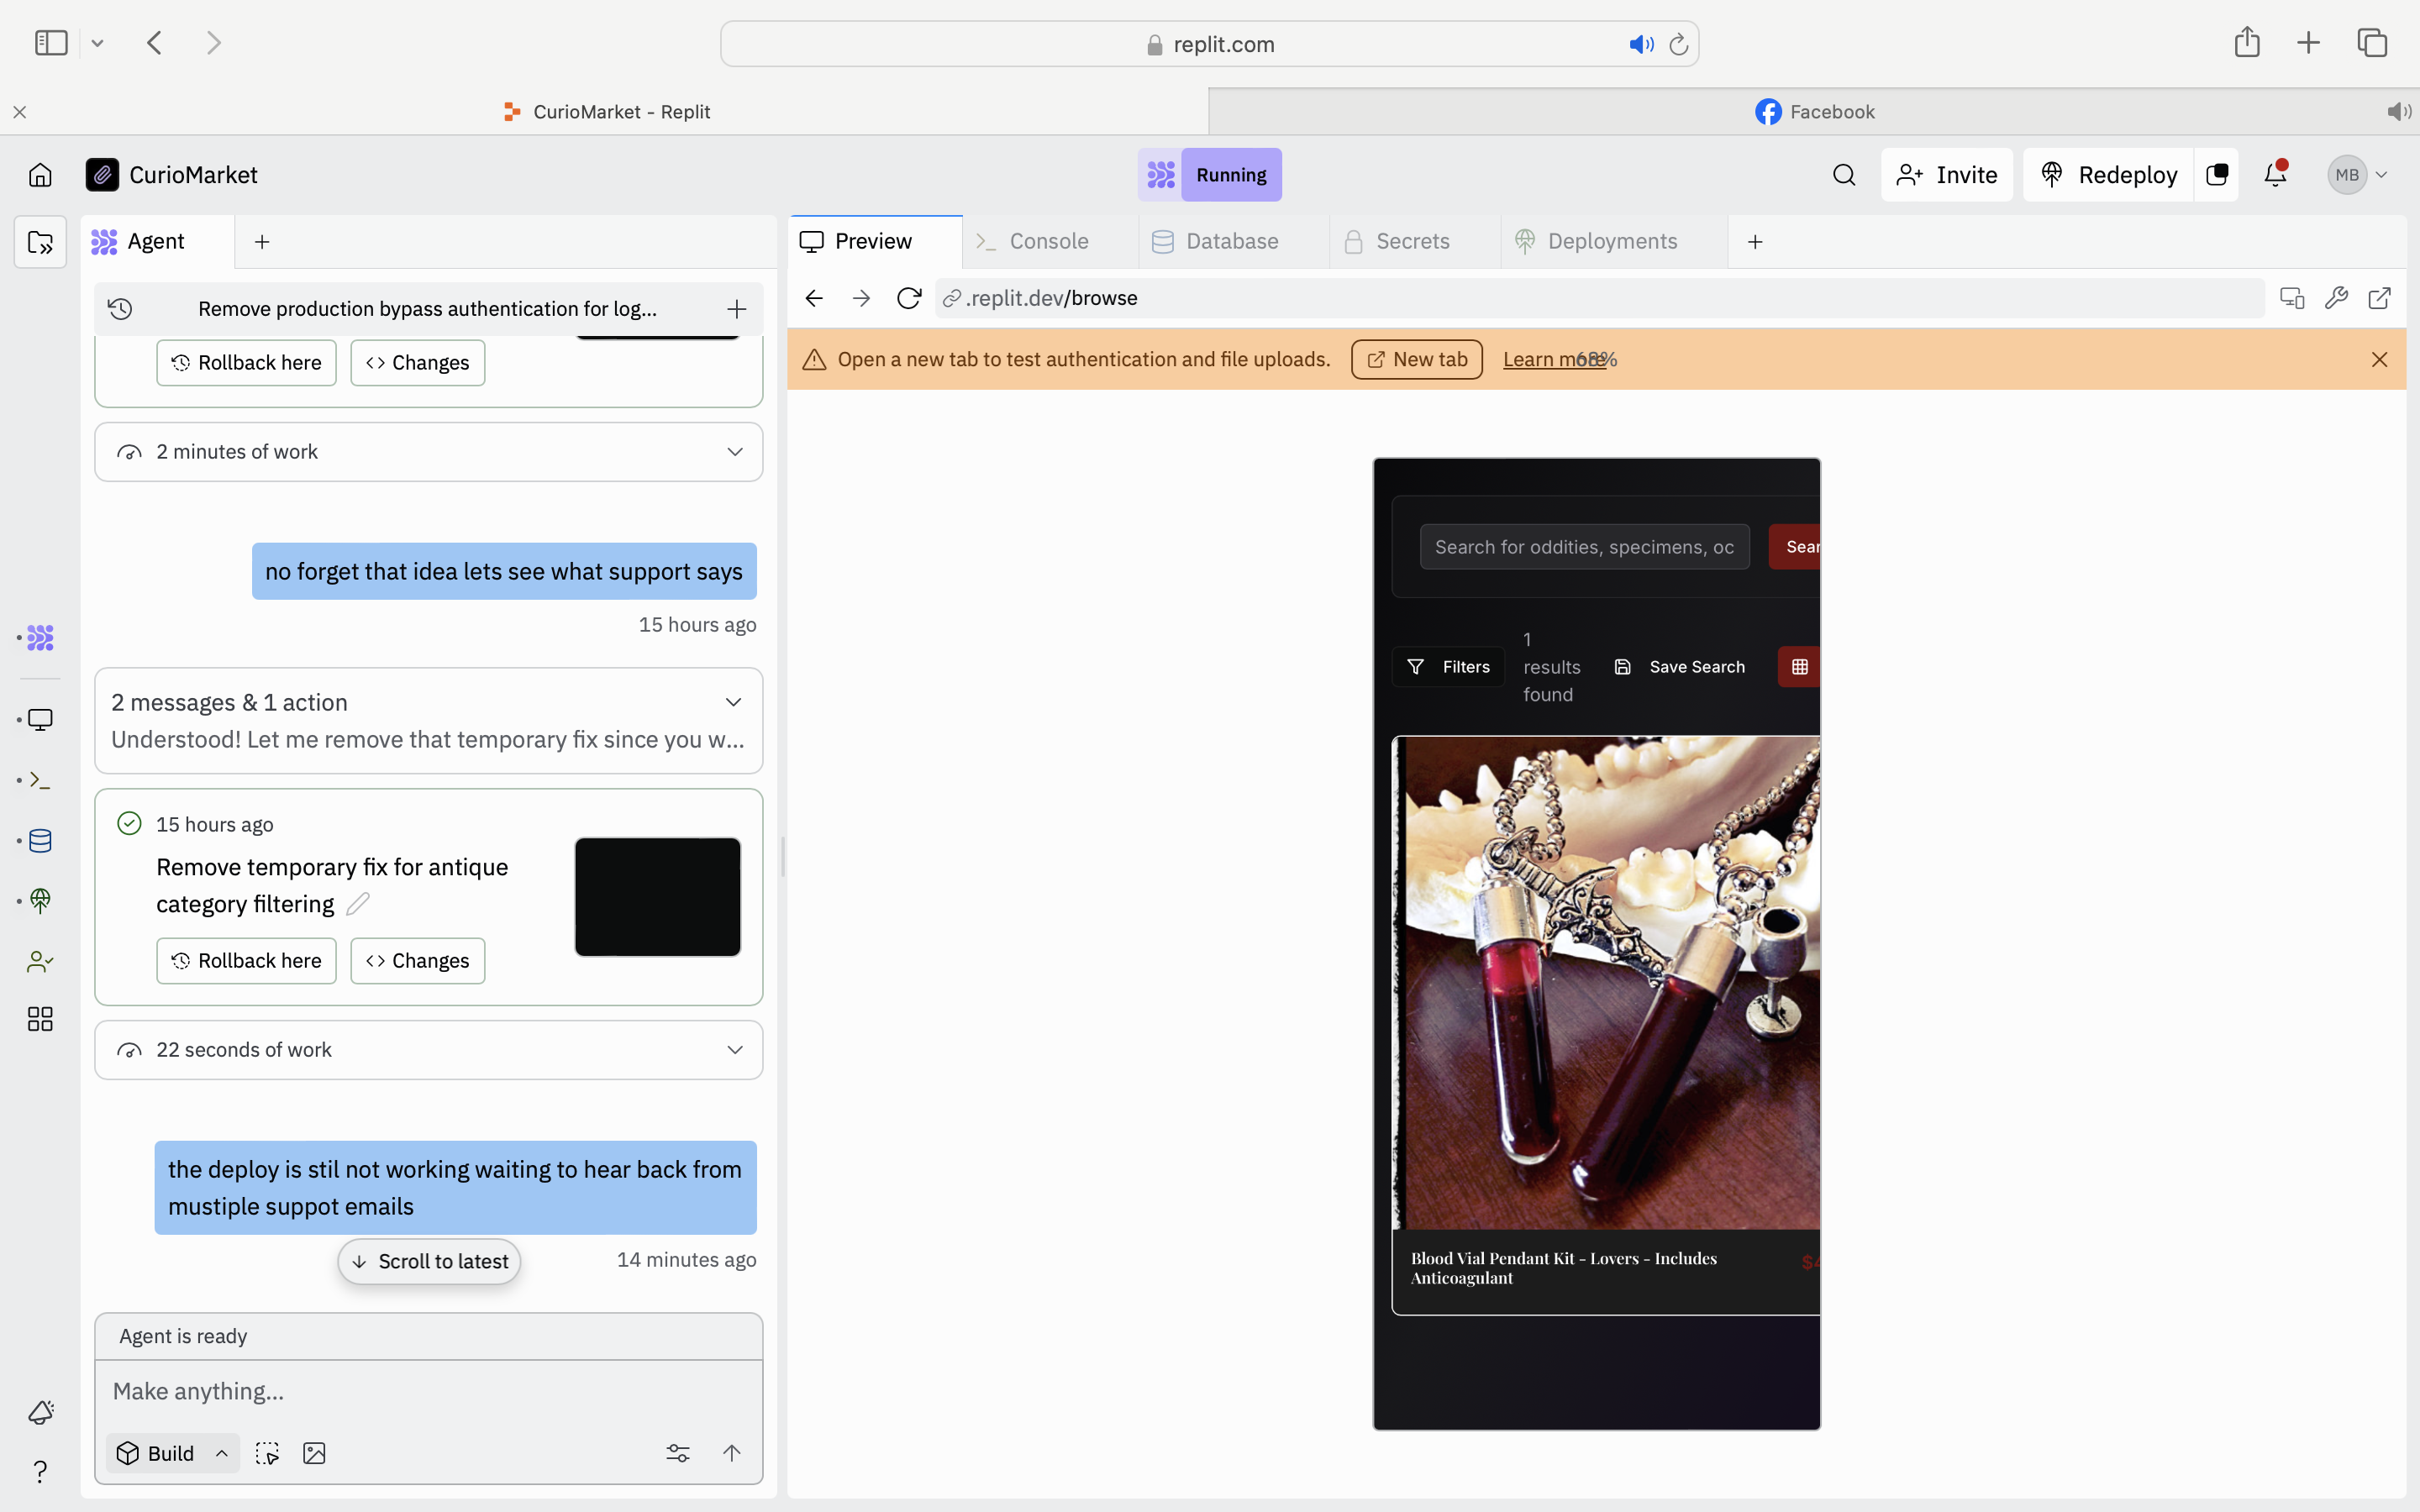 replit.com
CurioMarket - Replit
Facebook
CurioMarket
Running
Invite
Redeploy
MB
Agent
Preview
Console
Database
Secrets
Deployments
Remove production bypass authentication for log...
.replit.dev/browse
Rollback here
Changes
Open a new tab to test authentication and file uploads.
New tab
Learn more
68%
2 minutes of work
no forget that idea lets see what support says
15 hours ago
2 messages & 1 action
Understood! Let me remove that temporary fix since you w...
15 hours ago
Remove temporary fix for antique
category filtering
Rollback here
Changes
22 seconds of work
the deploy is stil not working waiting to hear back from
mustiple suppot emails
Scroll to latest
14 minutes ago
Agent is ready
Make anything...
Build
Search for oddities, specimens, oc
Sear
Filters
1
results
found
Save Search
Blood Vial Pendant Kit - Lovers - Includes
Anticoagulant
$4